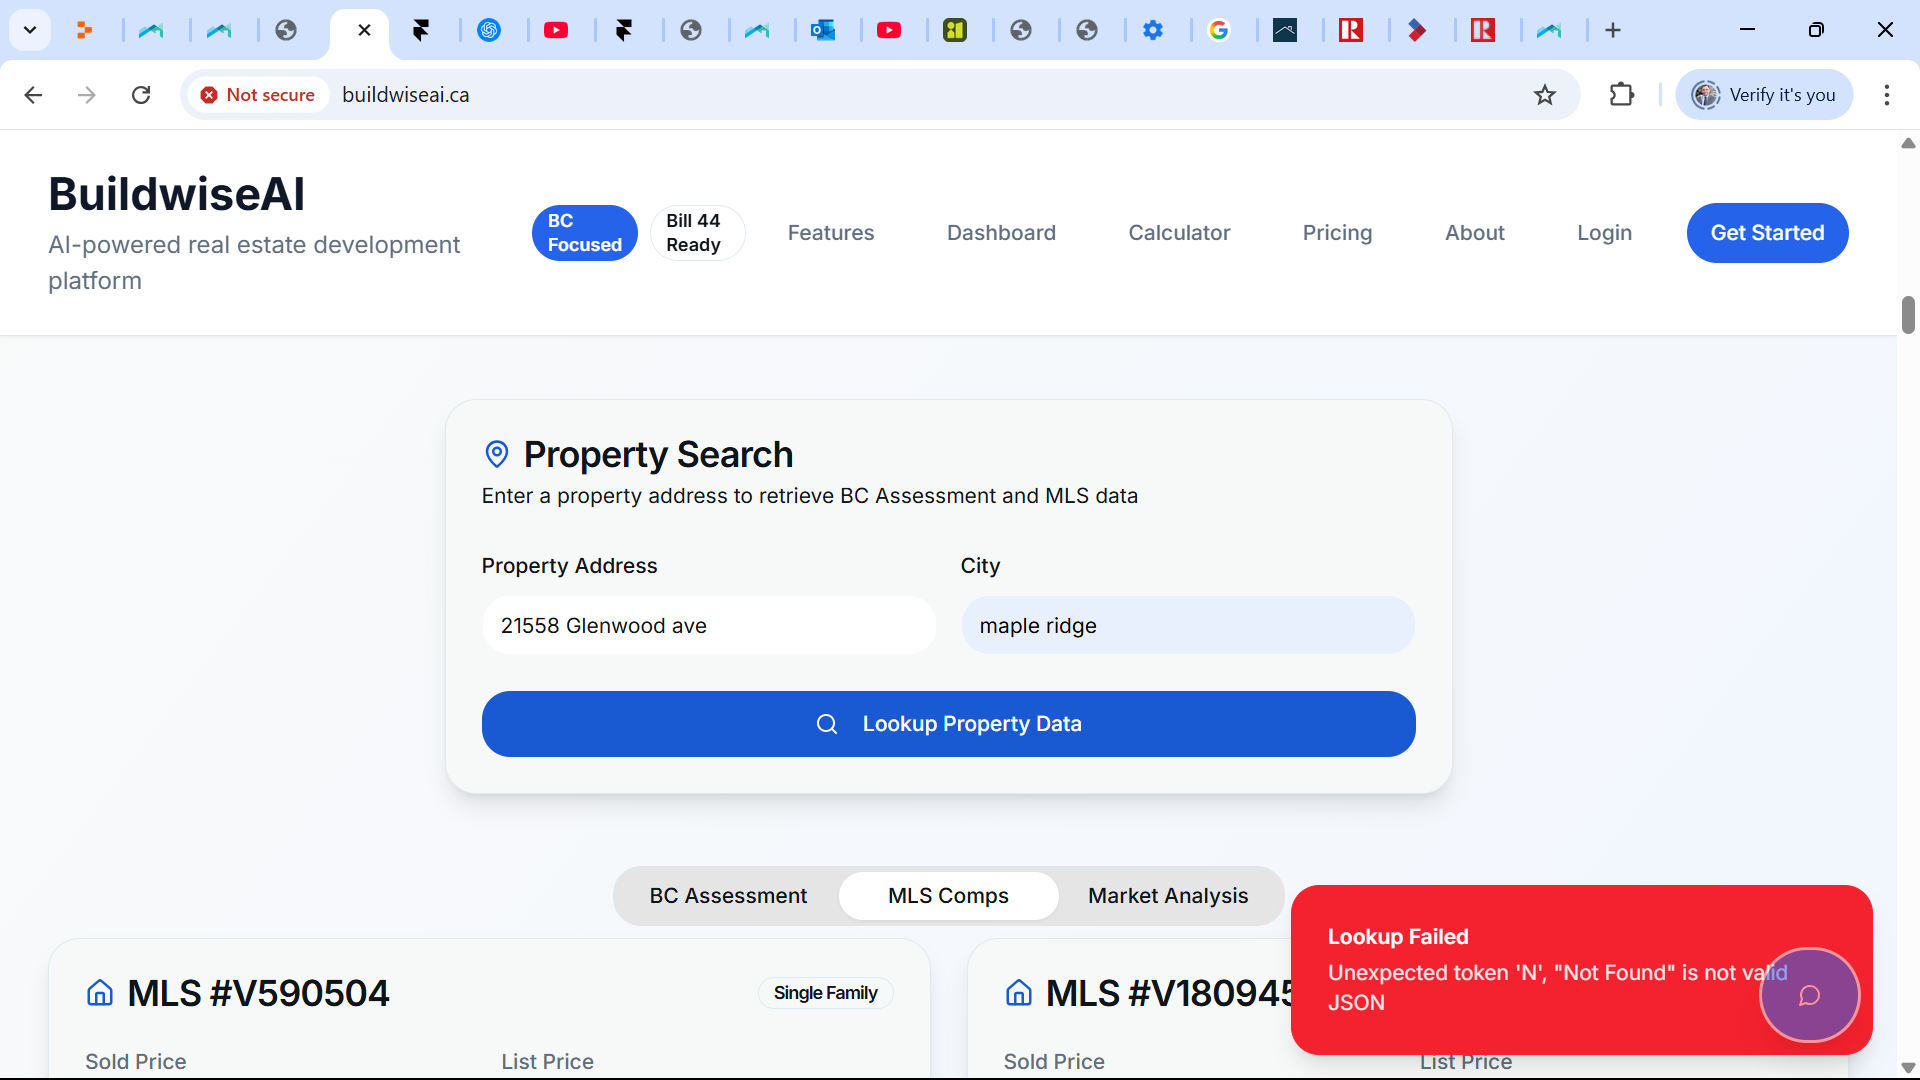 Not secure
buildwiseai.ca
Verify it's you
BuildwiseAI
AI-powered real estate development
platform
BC
Focused
Bill 44
Ready
Features
Dashboard
Calculator
Pricing
About
Login
Get Started
Property Search
Enter a property address to retrieve BC Assessment and MLS data
Property Address
City
21558 Glenwood ave
maple ridge
Lookup Property Data
BC Assessment
MLS Comps
Market Analysis
Lookup Failed
Unexpected token 'N', "Not Found" is not valid
JSON
MLS #V590504
Single Family
MLS #V180945
Sold Price
List Price
Sold Price
List Price